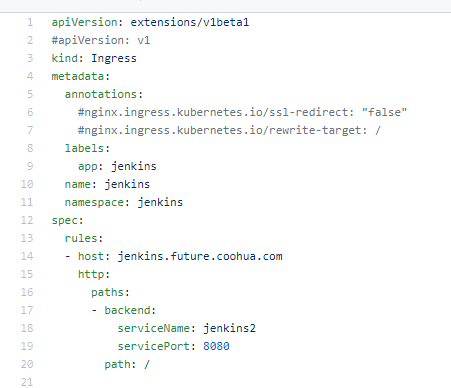 1 apiVersion: extensions/v1beta1
2 #apiVersion: v1
3 kind: Ingress
4 metadata:
5   annotations:
6     #nginx.ingress.kubernetes.io/ssl-redirect: "false"
7     #nginx.ingress.kubernetes.io/rewrite-target: /
8   labels:
9     app: jenkins
10   name: jenkins
11   namespace: jenkins
12 spec:
13   rules:
14   - host: jenkins.future.coohua.com
15     http:
16       paths:
17       - backend:
18           serviceName: jenkins2
19           servicePort: 8080
20         path: /
21